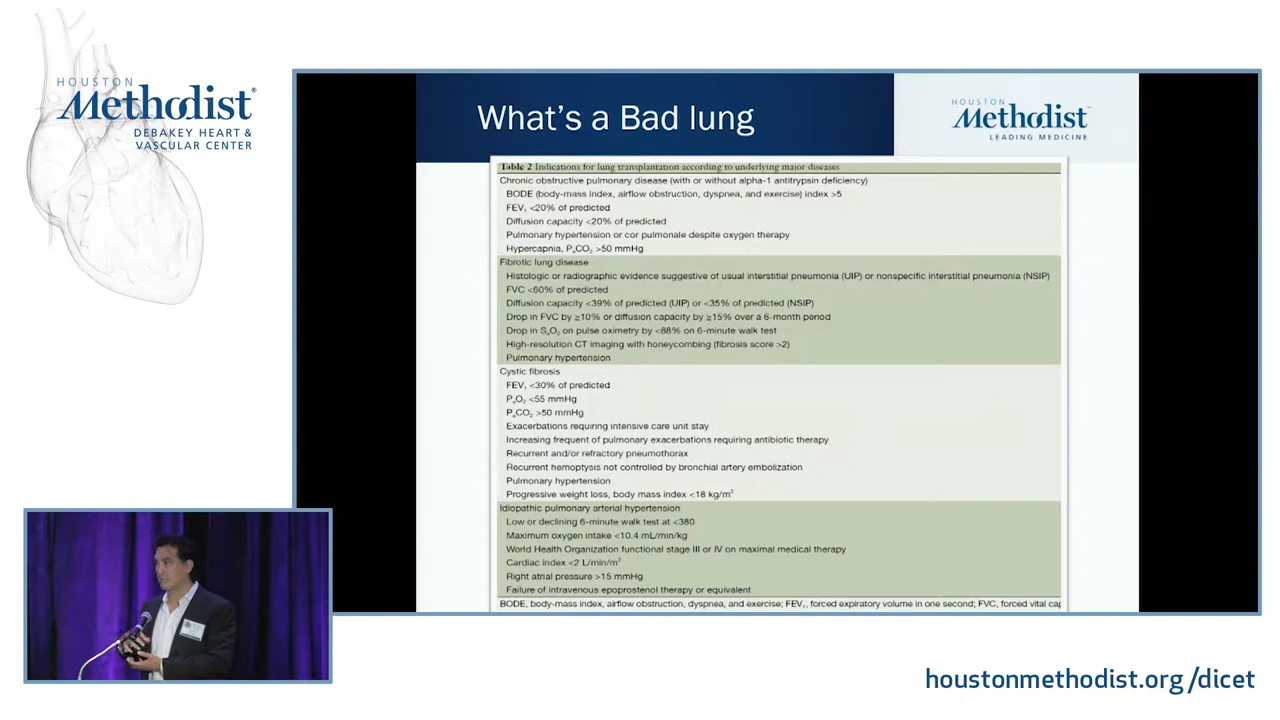 HOUSTON
Methodist®
DEBAKEY HEART &
VASCULAR CENTER
What's a Bad lung
HOUSTON
Methodist™
LEADING MEDICINE
Table 2 Indications for lung transplantation according to underlying major diseases
Chronic obstructive pulmonary disease (with or without alpha-1 antitrypsin deficiency)
BODE (body-mass index, airflow obstruction, dyspnea, and exercise) index >5
FEV₁ <20% of predicted
Diffusion capacity <20% of predicted
Pulmonary hypertension or cor pulmonale despite oxygen therapy
Hypercapnia, PₐCO₂ >50 mmHg
Fibrotic lung disease
Histologic or radiographic evidence suggestive of usual interstitial pneumonia (UIP) or nonspecific interstitial pneumonia (NSIP)
FVC <60% of predicted
Diffusion capacity <39% of predicted (UIP) or <35% of predicted (NSIP)
Drop in FVC by ≥10% or diffusion capacity by ≥15% over a 6-month period
Drop in SₐO₂ on pulse oximetry by <88% on 6-minute walk test
High-resolution CT imaging with honeycombing (fibrosis score >2)
Pulmonary hypertension
Cystic fibrosis
FEV₁ <30% of predicted
PₐO₂ <55 mmHg
PₐCO₂ >50 mmHg
Exacerbations requiring intensive care unit stay
Increasing frequent of pulmonary exacerbations requiring antibiotic therapy
Recurrent and/or refractory pneumothorax
Recurrent hemoptysis not controlled by bronchial artery embolization
Pulmonary hypertension
Progressive weight loss, body mass index <18 kg/m²
Idiopathic pulmonary arterial hypertension
Low or declining 6-minute walk test at <380
Maximum oxygen intake <10.4 mL/min/kg
World Health Organization functional stage III or IV on maximal medical therapy
Cardiac index <2 L/min/m²
Right atrial pressure >15 mmHg
Failure of intravenous epoprostenol therapy or equivalent
BODE, body-mass index, airflow obstruction, dyspnea, and exercise; FEV₁, forced expiratory volume in one second; FVC, forced vital cap
houstonmethodist.org/dicet